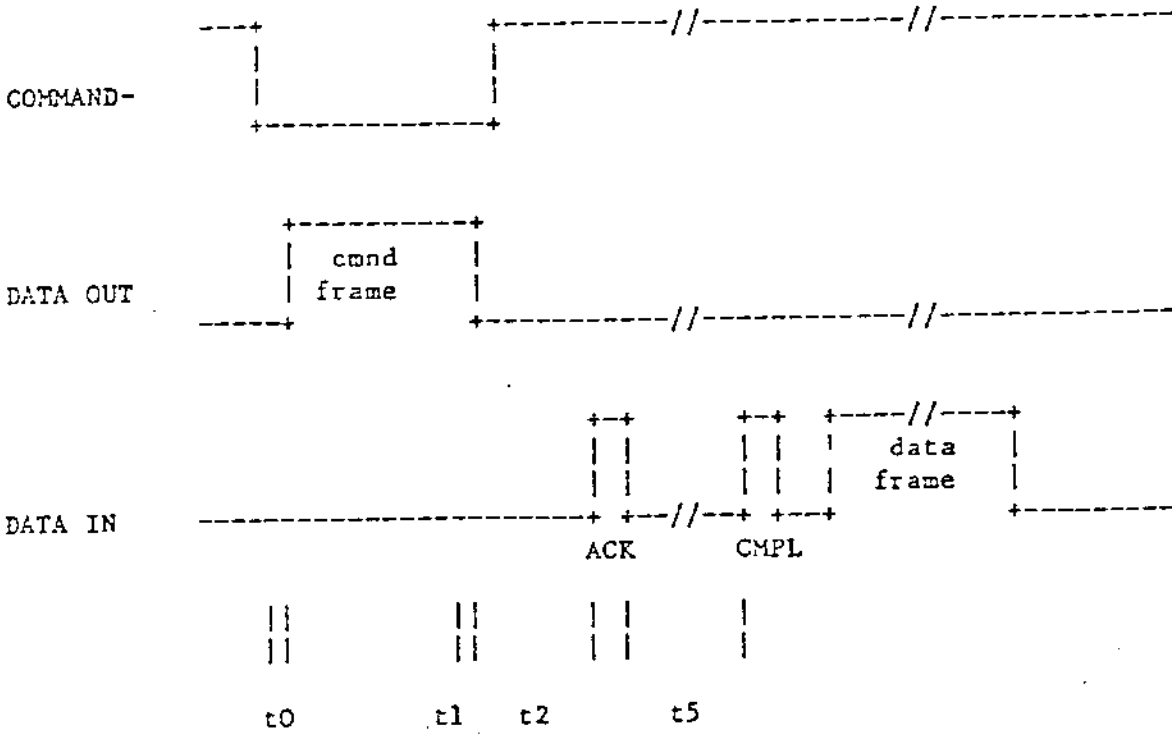 COMMAND-
cmnd
DATA OUT frame
data
frame
DATA IN
ACK CMPL
t0 t1 t2 t5